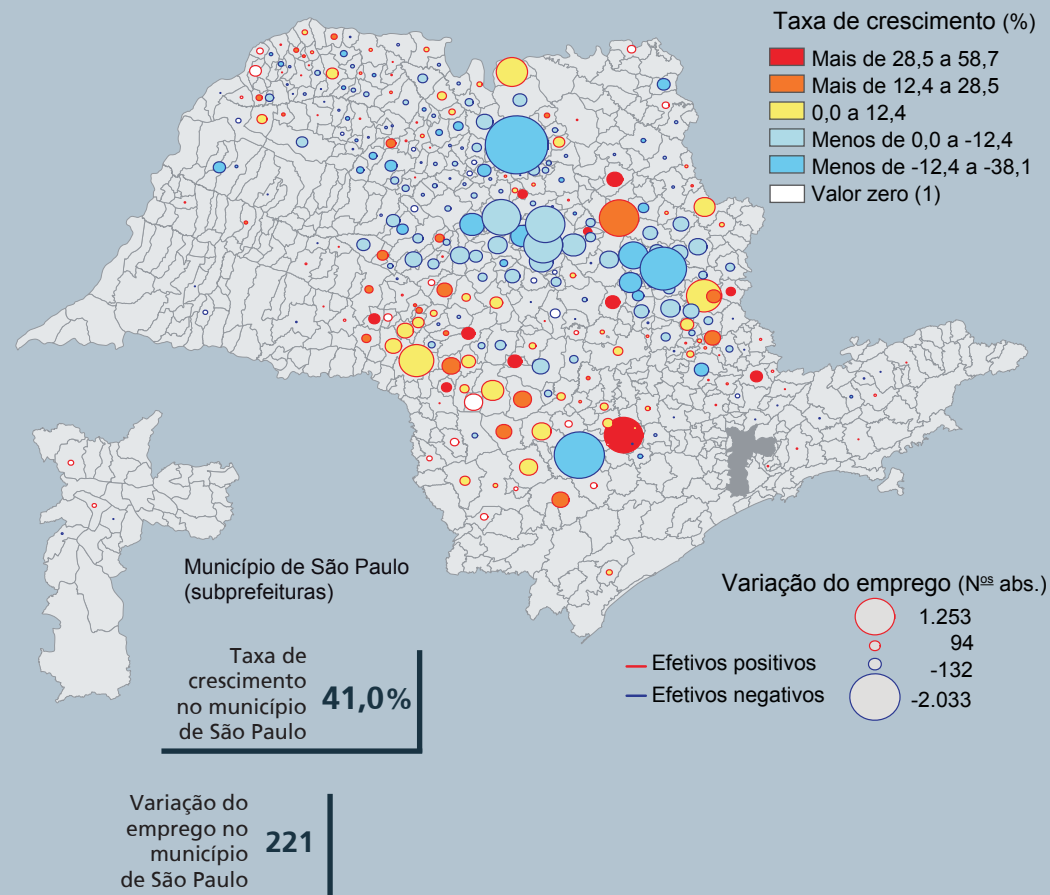 Taxa de crescimento (%)
Mais de 28,5 a 58,7
Mais de 12,4 a 28,5
0,0 a 12,4
Menos de 0,0 a -12,4
Menos de -12,4 a -38,1
Valor zero (1)
Município de São Paulo
(subprefeituras)
Variação do emprego (Nos abs.)
1.253
94
-132
-2.033
Efetivos positivos
Efetivos negativos
Taxa de
crescimento
no município
de São Paulo
41,0%
Variação do
emprego no
município
de São Paulo
221